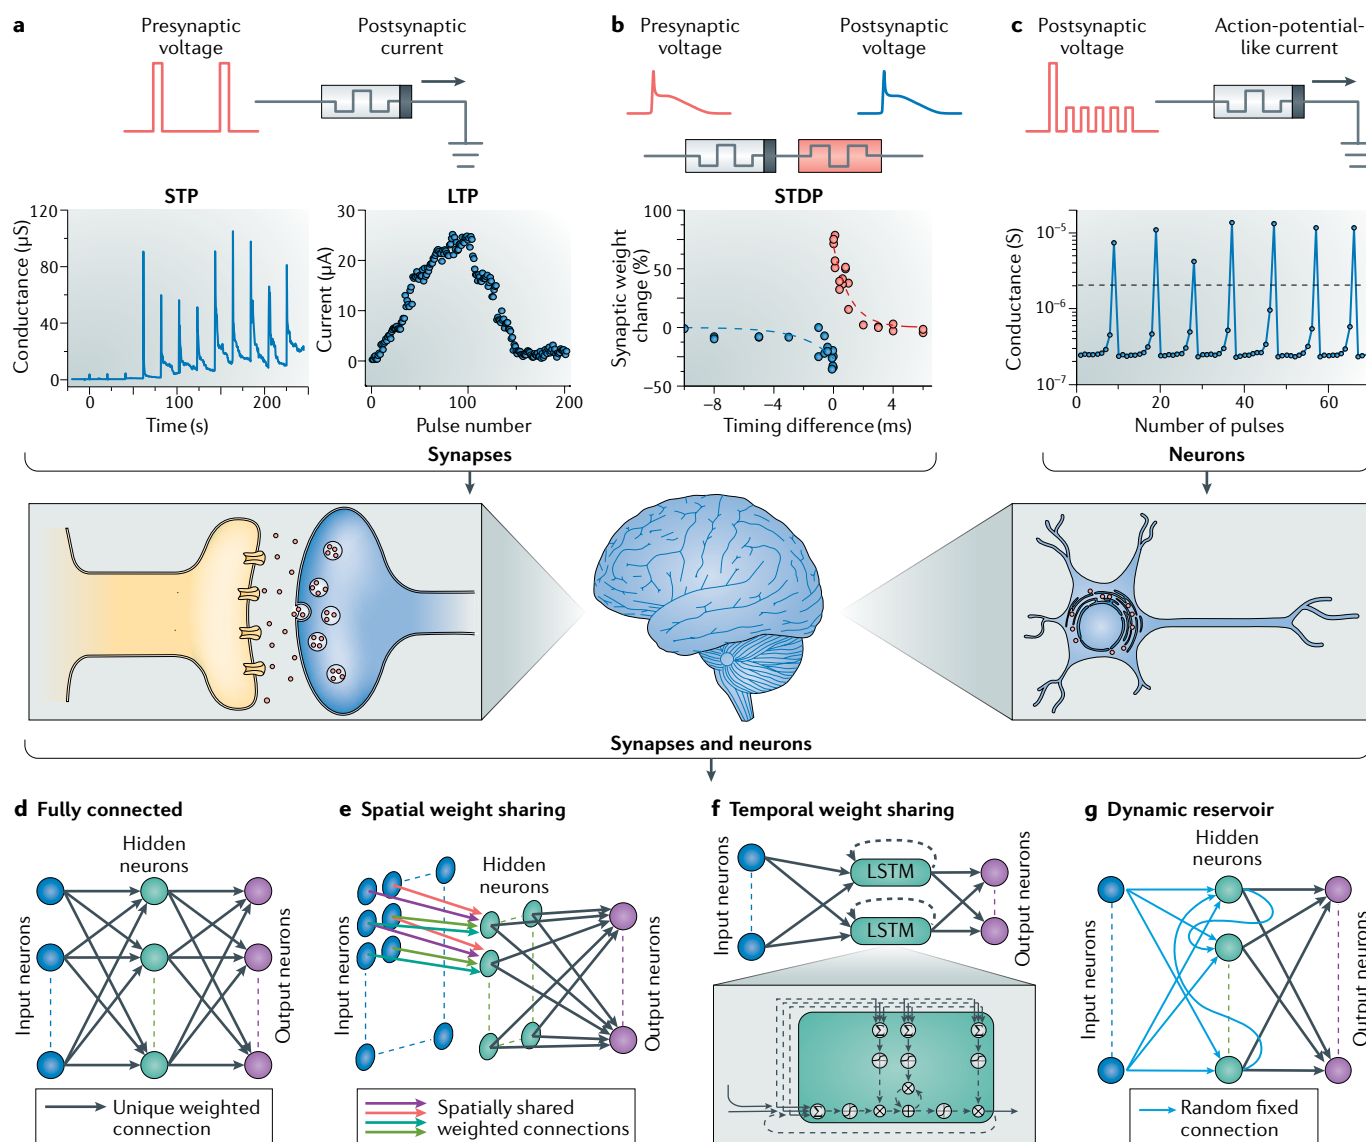 a
Presynaptic
voltage
Postsynaptic
current
STP
Conductance (µS)
120
80
40
0
0
100
200
Time (s)
LTP
Current (µA)
30
20
10
0
0
100
200
Pulse number
b
Presynaptic
voltage
Postsynaptic
voltage
STDP
Synaptic weight
change (%)
100
50
0
−50
−8
−4
0
4
Timing difference (ms)
c
Postsynaptic
voltage
Action-potential-
like current
Conductance (S)
10⁻⁵
10⁻⁶
10⁻⁷
0
20
40
60
Number of pulses
Synapses
Neurons
Synapses and neurons
d Fully connected
Hidden
neurons
Input neurons
Output neurons
Unique weighted
connection
e Spatial weight sharing
Hidden
neurons
Input neurons
Output neurons
Spatially shared
weighted connections
f Temporal weight sharing
Input neurons
LSTM
LSTM
Output neurons
Σ
Σ
Σ
Σ
×
×
+
×
g Dynamic reservoir
Hidden
neurons
Input neurons
Output neurons
Random fixed
connection